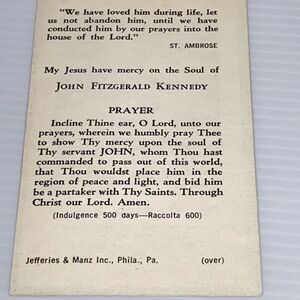 "We have loved him during life, let
us not abandon him, until we have
conducted him by our prayers into the
house of the Lord."
ST. AMBROSE
My Jesus have mercy on the Soul of
JOHN FITZGERALD KENNEDY
PRAYER
Incline Thine ear, O Lord, unto our
prayers, wherein we humbly pray Thee
to show Thy mercy upon the soul of
Thy servant JOHN, whom Thou hast
commanded to pass out of this world,
that Thou wouldst place him in the
region of peace and light, and bid him
be a partaker with Thy Saints. Through
Christ our Lord. Amen.
(Indulgence 500 days—Raccolta 600)
Jefferies & Manz Inc., Phila., Pa. (over)